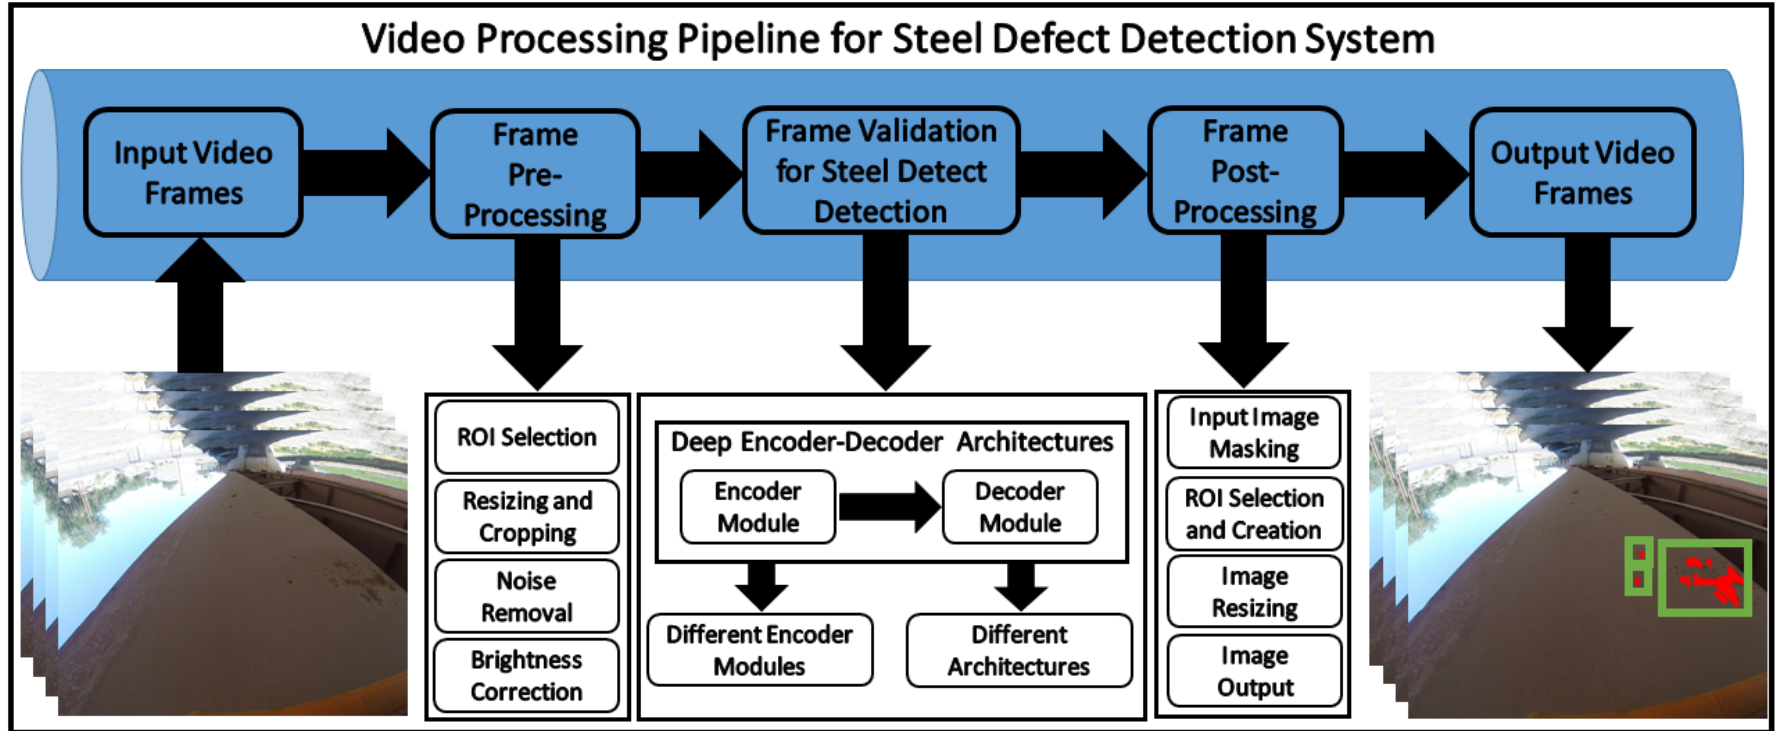 Video Processing Pipeline for Steel Defect Detection System
Input Video
Frames
Frame
Pre-
Processing
Frame Validation
for Steel Detect
Detection
Frame
Post-
Processing
Output Video
Frames
ROI Selection
Resizing and
Cropping
Noise
Removal
Brightness
Correction
Deep Encoder-Decoder Architectures
Encoder
Module
Decoder
Module
Different Encoder
Modules
Different
Architectures
Input Image
Masking
ROI Selection
and Creation
Image
Resizing
Image
Output